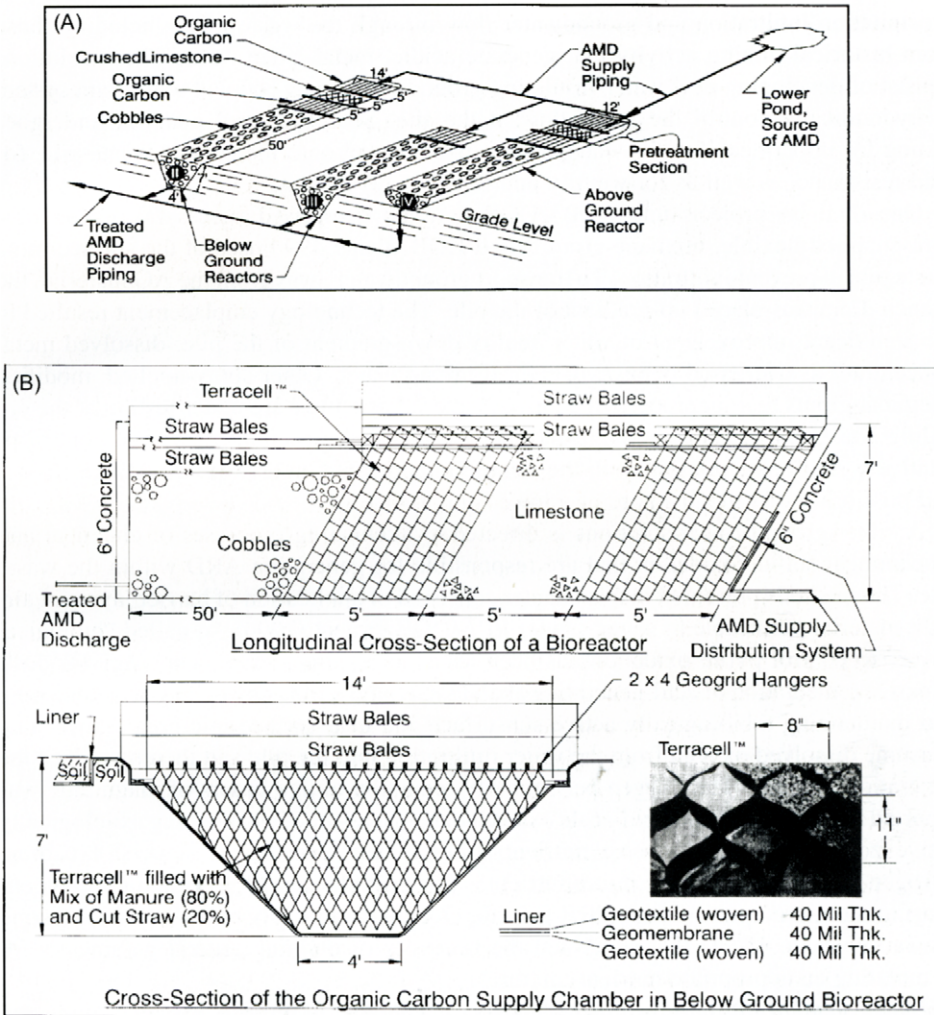 (A)
Organic
Carbon
CrushedLimestone
Organic
Carbon
Cobbles
14'
5'
5'
5'
50'
4'
AMD
Supply
Piping
12'
Lower
Pond,
Source
of AMD
Pretreatment
Section
Above
Ground
Reactor
Grade Level
V
Treated
AMD
Discharge
Piping
Below
Ground
Reactors
(B)
Terracell™
Straw Bales
Straw Bales
Straw Bales
Straw Bales
6" Concrete
Cobbles
Limestone
6" Concrete
7'
Treated
AMD
Discharge
50'
5'
5'
5'
AMD Supply
Distribution System
Longitudinal Cross-Section of a Bioreactor
14'
2 x 4 Geogrid Hangers
Liner
Straw Bales
Straw Bales
Soil
Soil
7'
Terracell™ filled with
Mix of Manure (80%)
and Cut Straw (20%)
4'
8"
Terracell™
11"
Liner
Geotextile (woven) 40 Mil Thk.
Geomembrane 40 Mil Thk.
Geotextile (woven) 40 Mil Thk.
Cross-Section of the Organic Carbon Supply Chamber in Below Ground Bioreactor